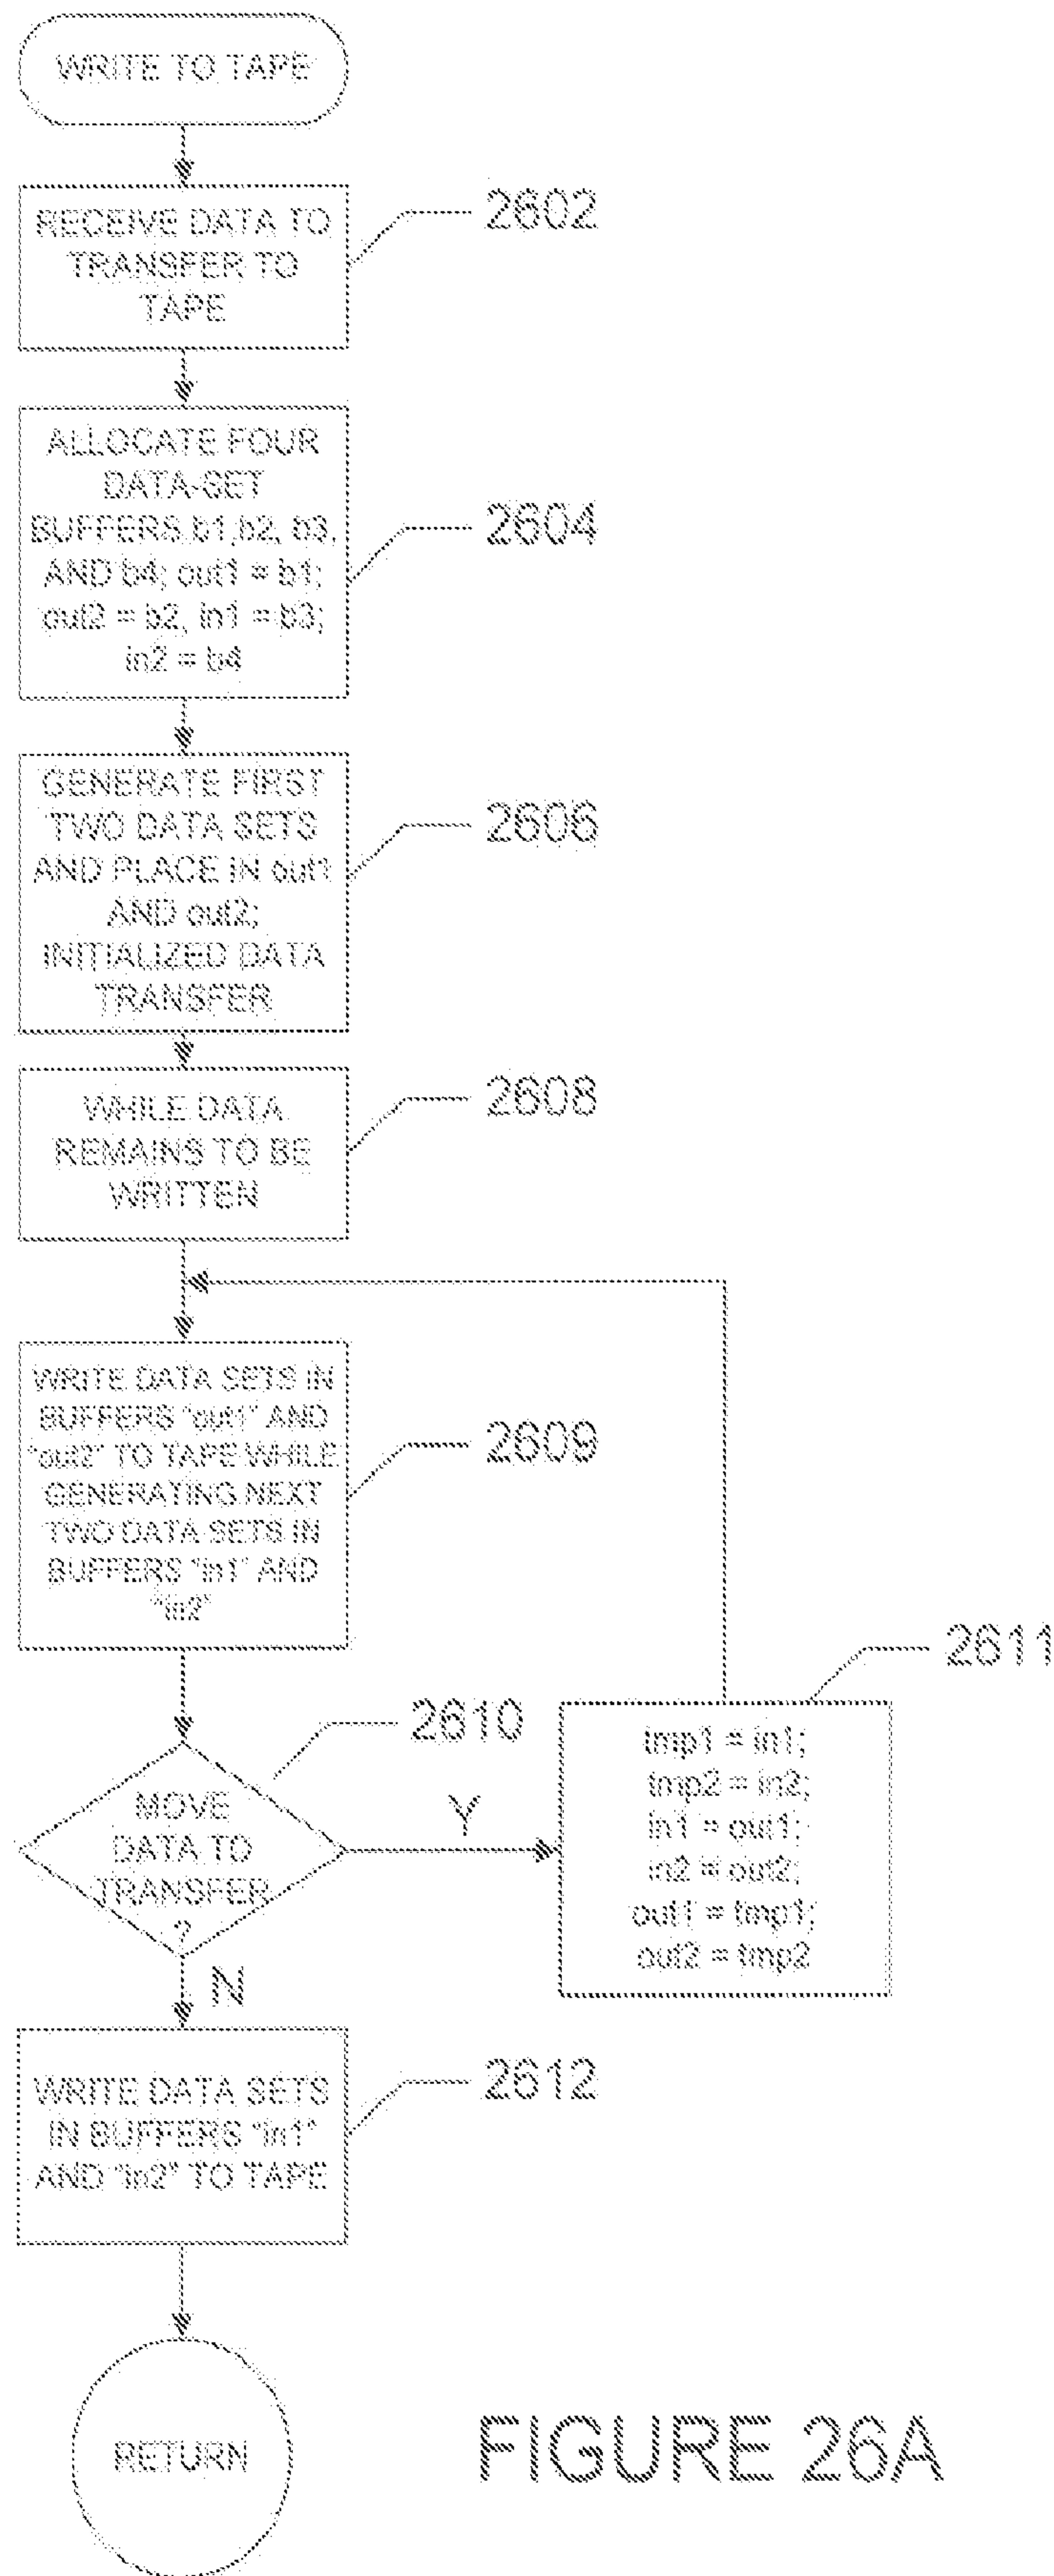 WRITE TO TAPE
RECEIVE DATA TO
TRANSFER TO
TAPE
2602
ALLOCATE FOUR
DATA-SET
BUFFERS b1,b2, b3,
AND b4; out1 = b1;
out2 = b2, in1 = b3;
in2 = b4
2604
GENERATE FIRST
TWO DATA SETS
AND PLACE IN out1
AND out2;
INITIALIZED DATA
TRANSFER
2606
WHILE DATA
REMAINS TO BE
WRITTEN
2608
WRITE DATA SETS IN
BUFFERS "out1" AND
"out2" TO TAPE WHILE
GENERATING NEXT
TWO DATA SETS IN
BUFFERS "in1" AND
"in2"
2609
MOVE
DATA TO
TRANSFER
?
2610
Y
N
tmp1 = in1;
tmp2 = in2;
in1 = out1;
in2 = out2;
out1 = tmp1;
out2 = tmp2
2611
WRITE DATA SETS
IN BUFFERS "in1"
AND "in2" TO TAPE
2612
RETURN
FIGURE 26A